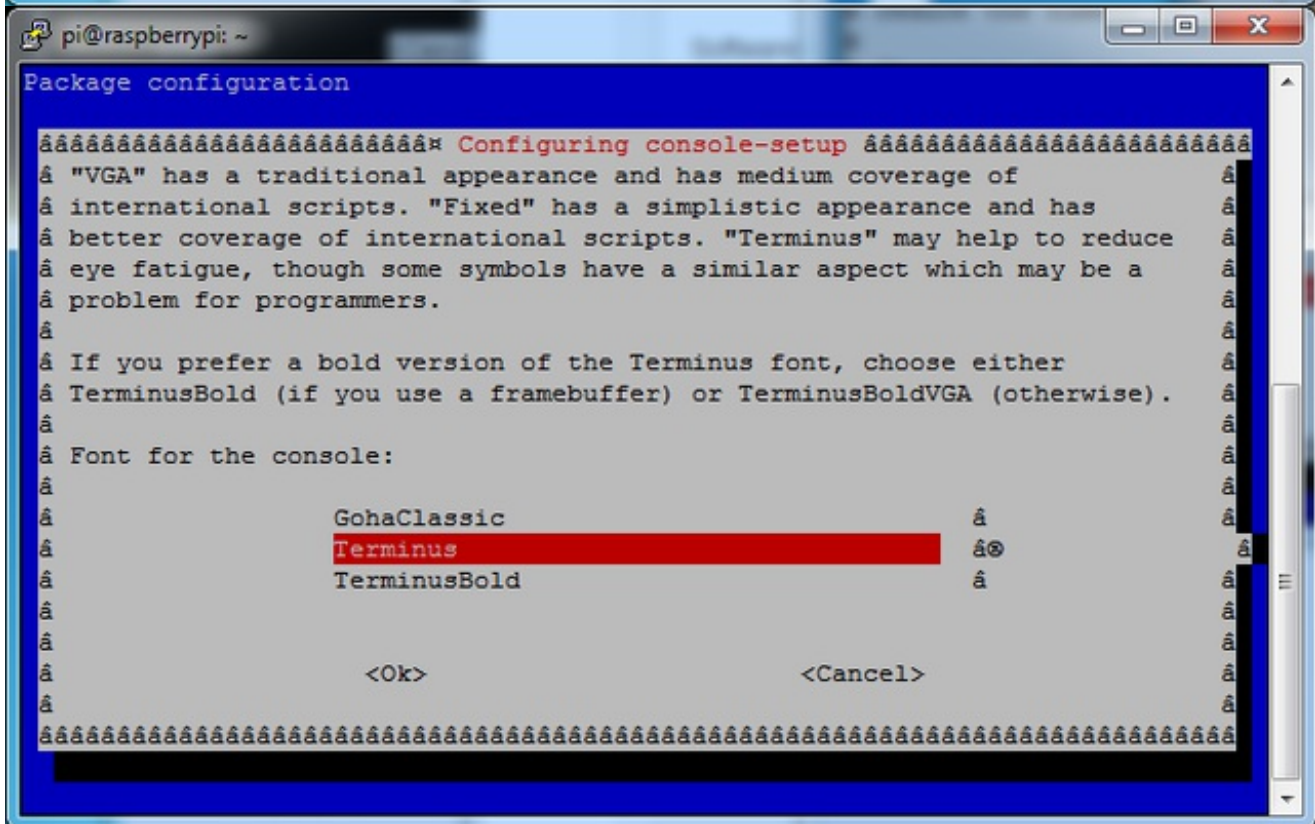 pi@raspberrypi: ~
Package configuration
ââââââââââââââââââââââââââ¤ Configuring console-setup âââââââââââââââââââââââââ
â "VGA" has a traditional appearance and has medium coverage of â
â international scripts. "Fixed" has a simplistic appearance and has â
â better coverage of international scripts. "Terminus" may help to reduce â
â eye fatigue, though some symbols have a similar aspect which may be a â
â problem for programmers. â
â â
â If you prefer a bold version of the Terminus font, choose either â
â TerminusBold (if you use a framebuffer) or TerminusBoldVGA (otherwise). â
â â
â Font for the console: â
â â
â GohaClassic â â
â Terminus â® â
â TerminusBold â â
â â
â â
â <Ok> <Cancel> â
â â
âââââââââââââââââââââââââââââââââââââââââââââââââââââââââââââââââââââââââââââ